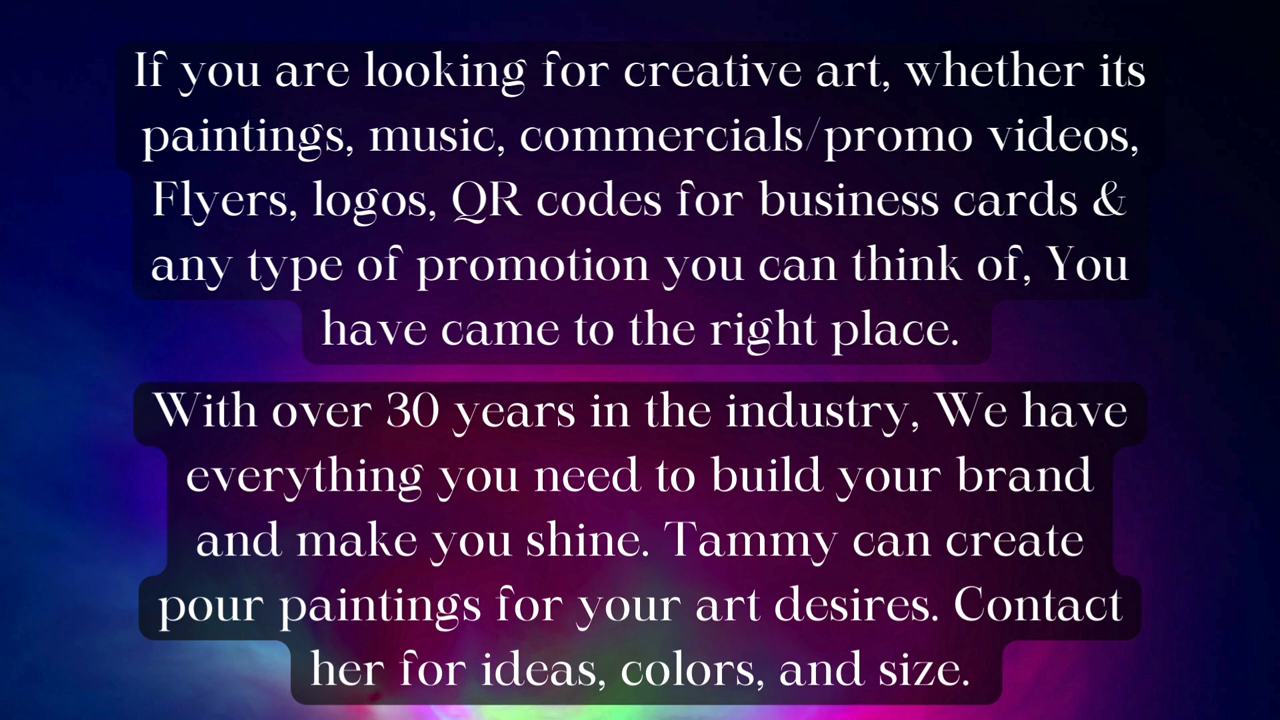 If you are looking for creative art, whether its
paintings, music, commercials/promo videos,
Flyers, logos, QR codes for business cards &
any type of promotion you can think of, You
have came to the right place.
With over 30 years in the industry, We have
everything you need to build your brand
and make you shine. Tammy can create
pour paintings for your art desires. Contact
her for ideas, colors, and size.